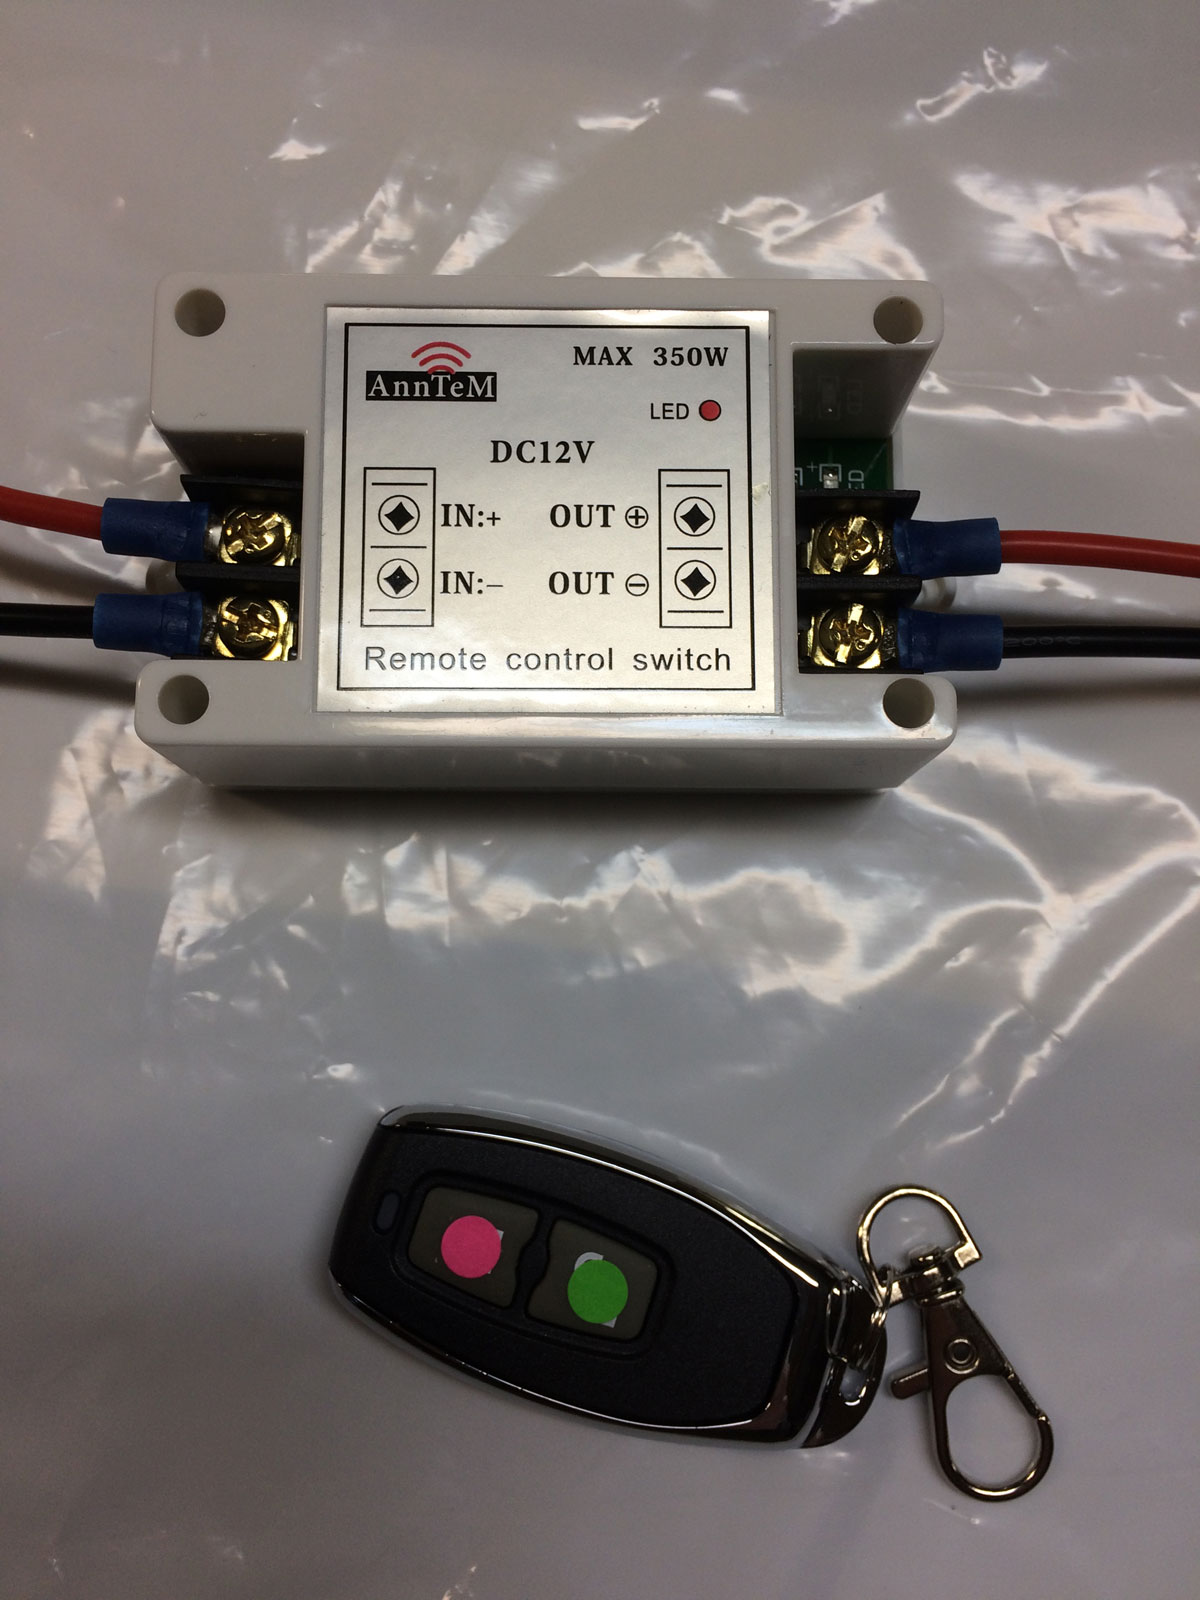 AnnTeM
MAX 350W
LED
DC12V
IN:+ OUT ⊕
IN:− OUT ⊖
Remote control switch